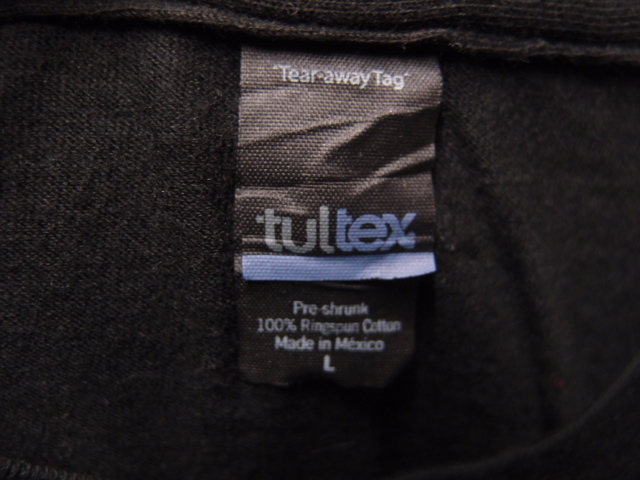 "Tear-away Tag"
tultex
Pre-shrunk
100% Ringspun Cotton
Made in México
L